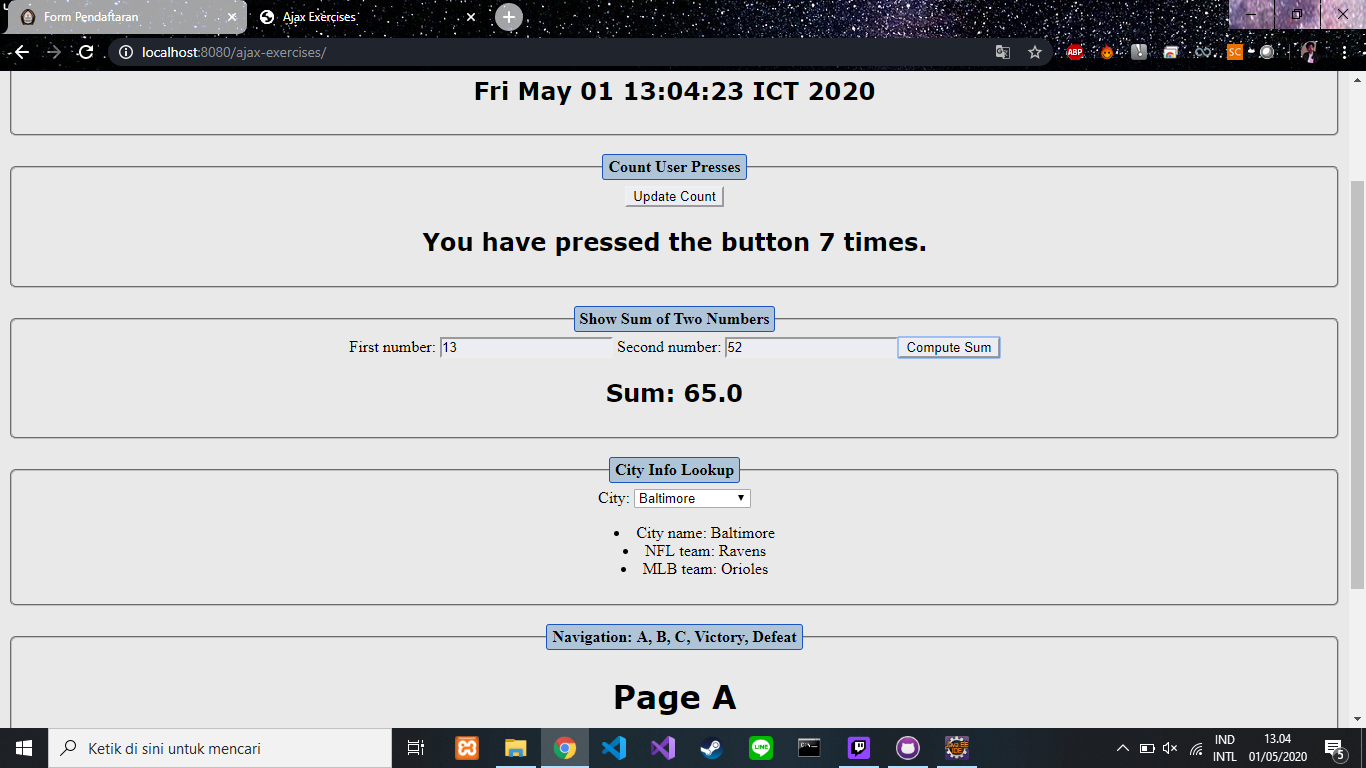 Form Pendaftaran
Ajax Exercises
localhost:8080/ajax-exercises/
ABP
SC
Fri May 01 13:04:23 ICT 2020
Count User Presses
Update Count
You have pressed the button 7 times.
Show Sum of Two Numbers
First number: 13 Second number: 52 Compute Sum
Sum: 65.0
City Info Lookup
City: Baltimore
City name: Baltimore
NFL team: Ravens
MLB team: Orioles
Navigation: A, B, C, Victory, Defeat
Page A
Ketik di sini untuk mencari
LINE
IND
INTL
13.04
01/05/2020
5